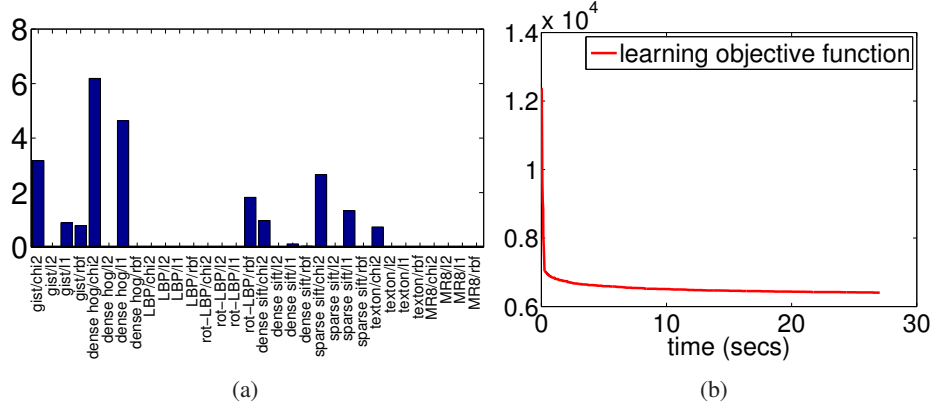 8
6
4
2
0
gist/chi2
gist/l2
gist/l1
gist/rbf
dense hog/chi2
dense hog/l2
dense hog/l1
dense hog/rbf
LBP/chi2
LBP/l2
LBP/l1
LBP/rbf
rot−LBP/chi2
rot−LBP/l2
rot−LBP/l1
rot−LBP/rbf
dense sift/chi2
dense sift/l2
dense sift/l1
dense sift/rbf
sparse sift/chi2
sparse sift/l2
sparse sift/l1
sparse sift/rbf
texton/chi2
texton/l2
texton/l1
texton/rbf
MR8/chi2
MR8/l2
MR8/l1
MR8/rbf
(a)
x 10^4
1.4
1.2
1
0.8
0.6
learning objective function
0 10 20 30
time (secs)
(b)